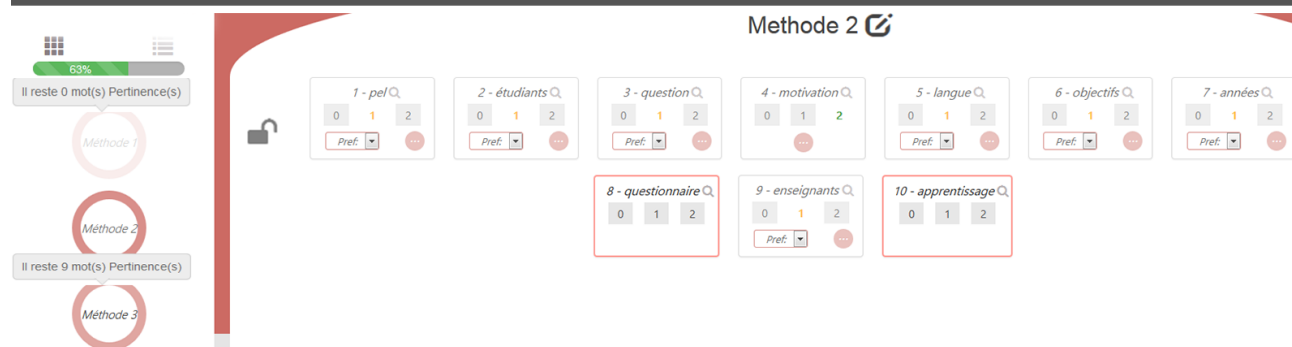 Methode 2
63%
Il reste 0 mot(s) Pertinence(s)
Méthode 1
Méthode 2
Il reste 9 mot(s) Pertinence(s)
Méthode 3
1 - pel
0 1 2
Pref:
2 - étudiants
0 1 2
Pref:
3 - question
0 1 2
Pref:
4 - motivation
0 1 2
5 - langue
0 1 2
Pref:
6 - objectifs
0 1 2
Pref:
7 - années
0 1 2
Pref:
8 - questionnaire
0 1 2
9 - enseignants
0 1 2
Pref:
10 - apprentissage
0 1 2